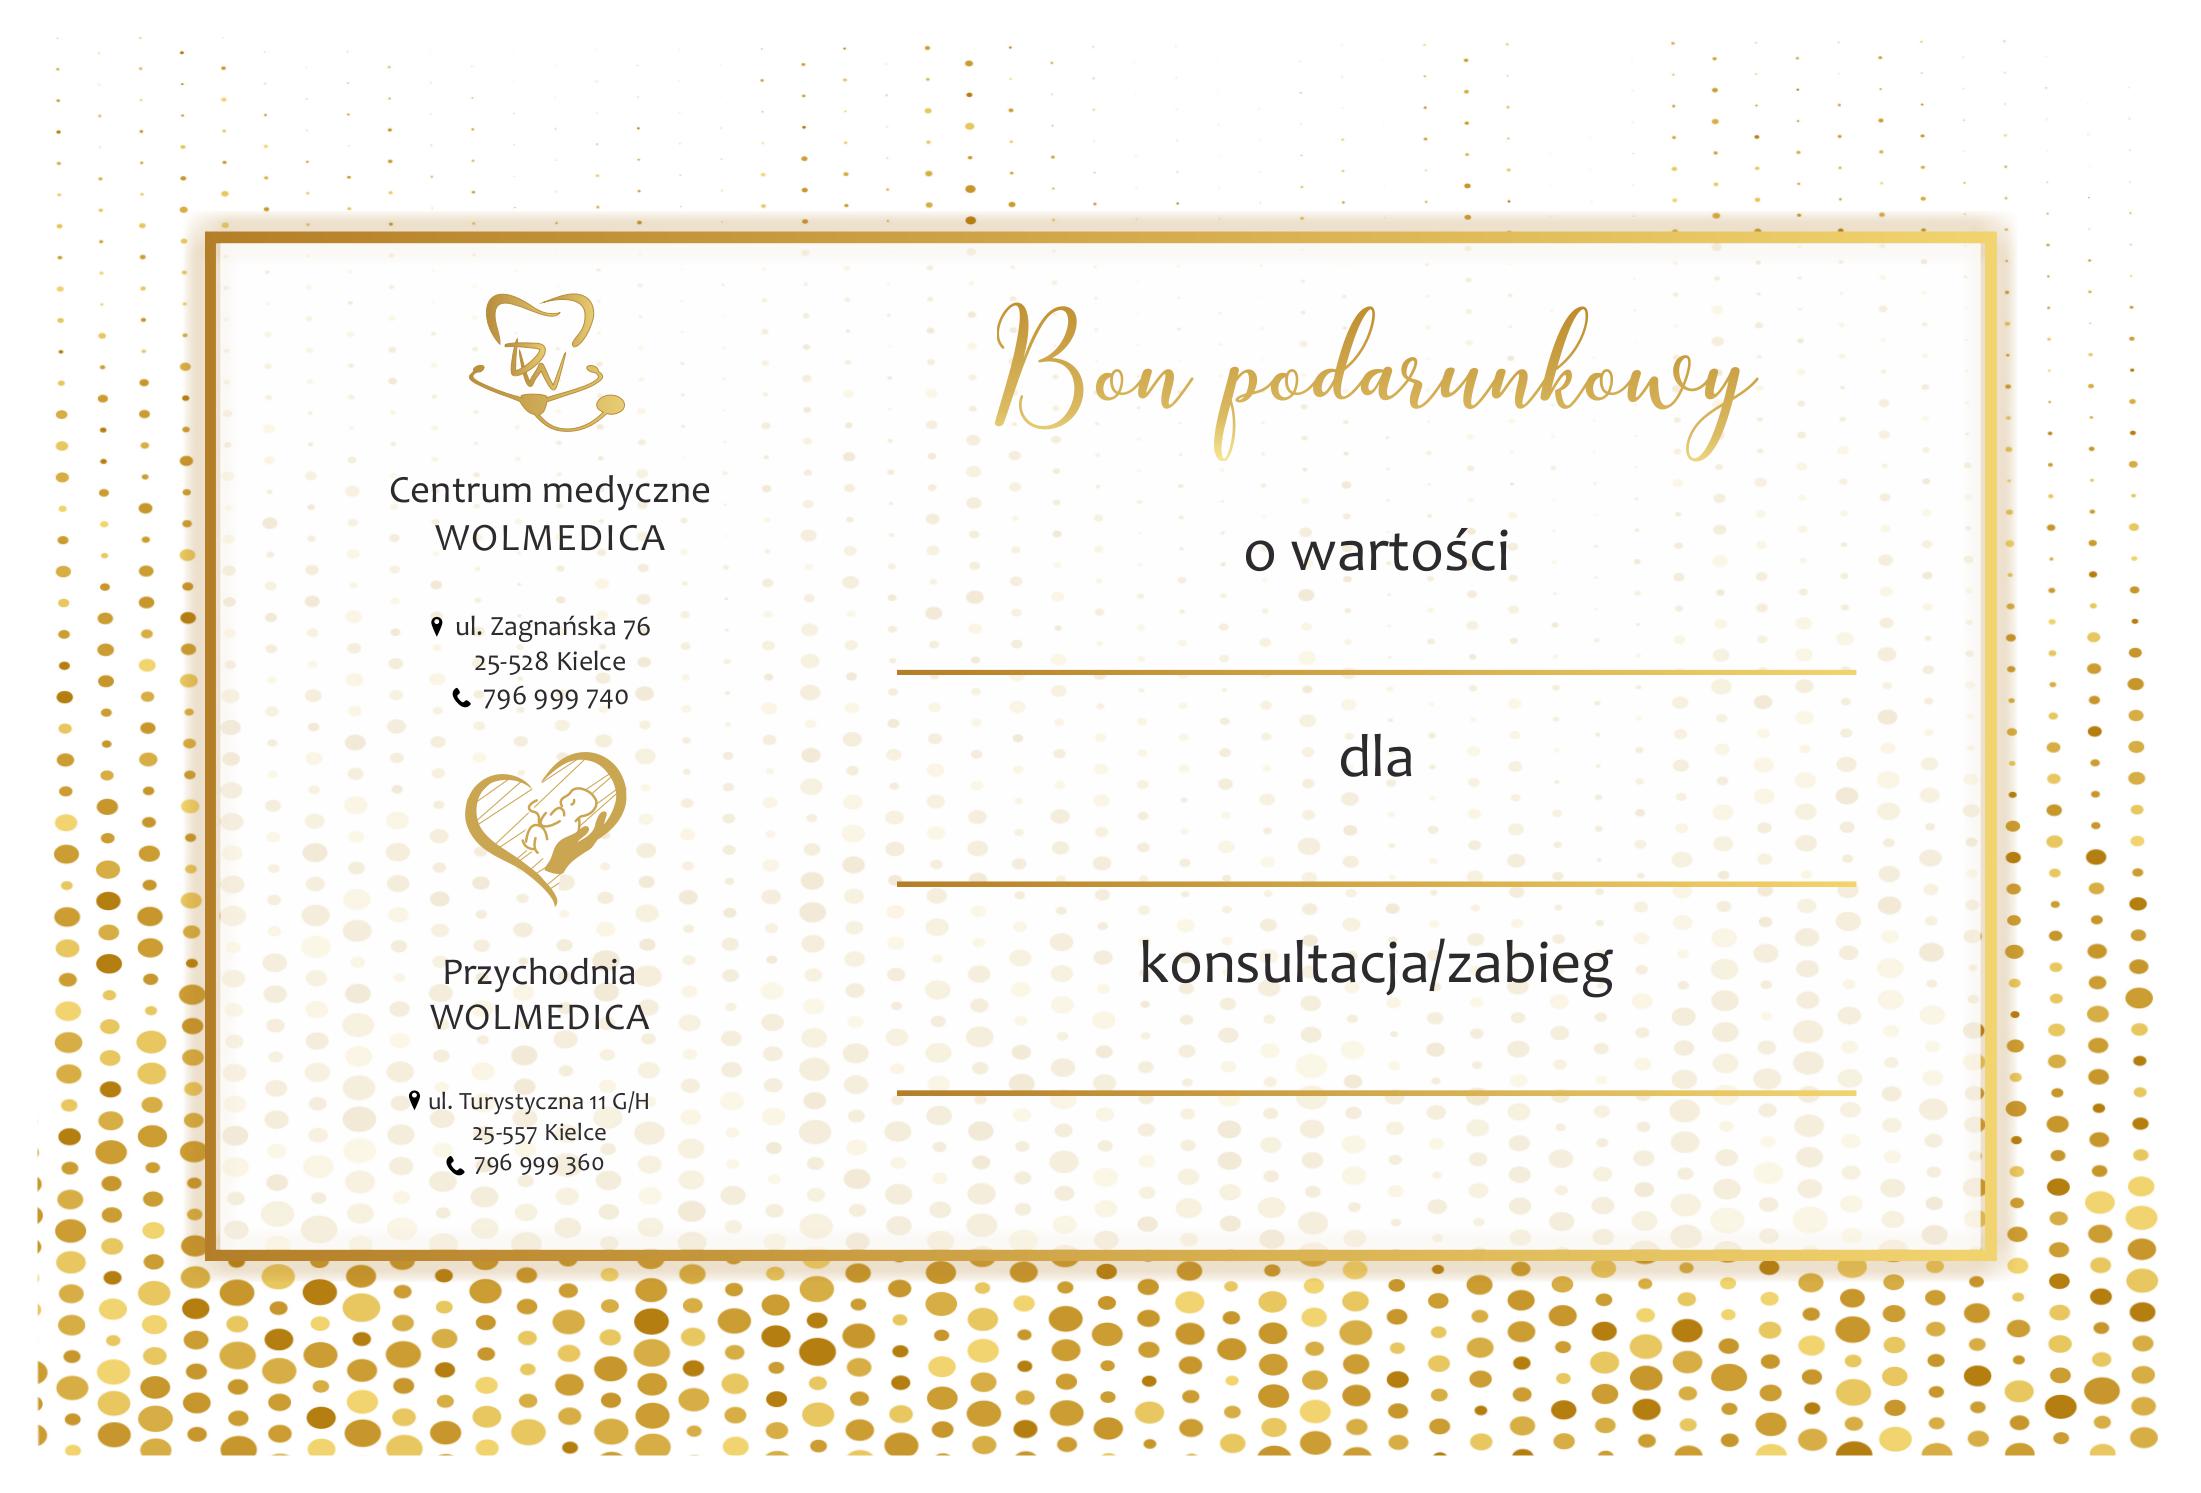 Centrum medyczne
WOLMEDICA
ul. Zagnańska 76
25-528 Kielce
796 999 740
Przychodnia
WOLMEDICA
ul. Turystyczna 11 G/H
25-557 Kielce
796 999 360
Bon podarunkowy
o wartości
dla
konsultacja/zabieg